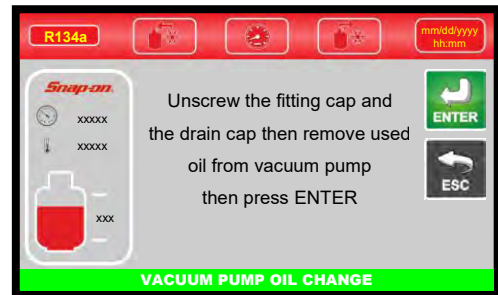 R134a
mm/dd/yyyy
hh:mm
Snap-on
xxxxx
xxxxx
xxx
Unscrew the fitting cap and
the drain cap then remove used
oil from vacuum pump
then press ENTER
ENTER
ESC
VACUUM PUMP OIL CHANGE